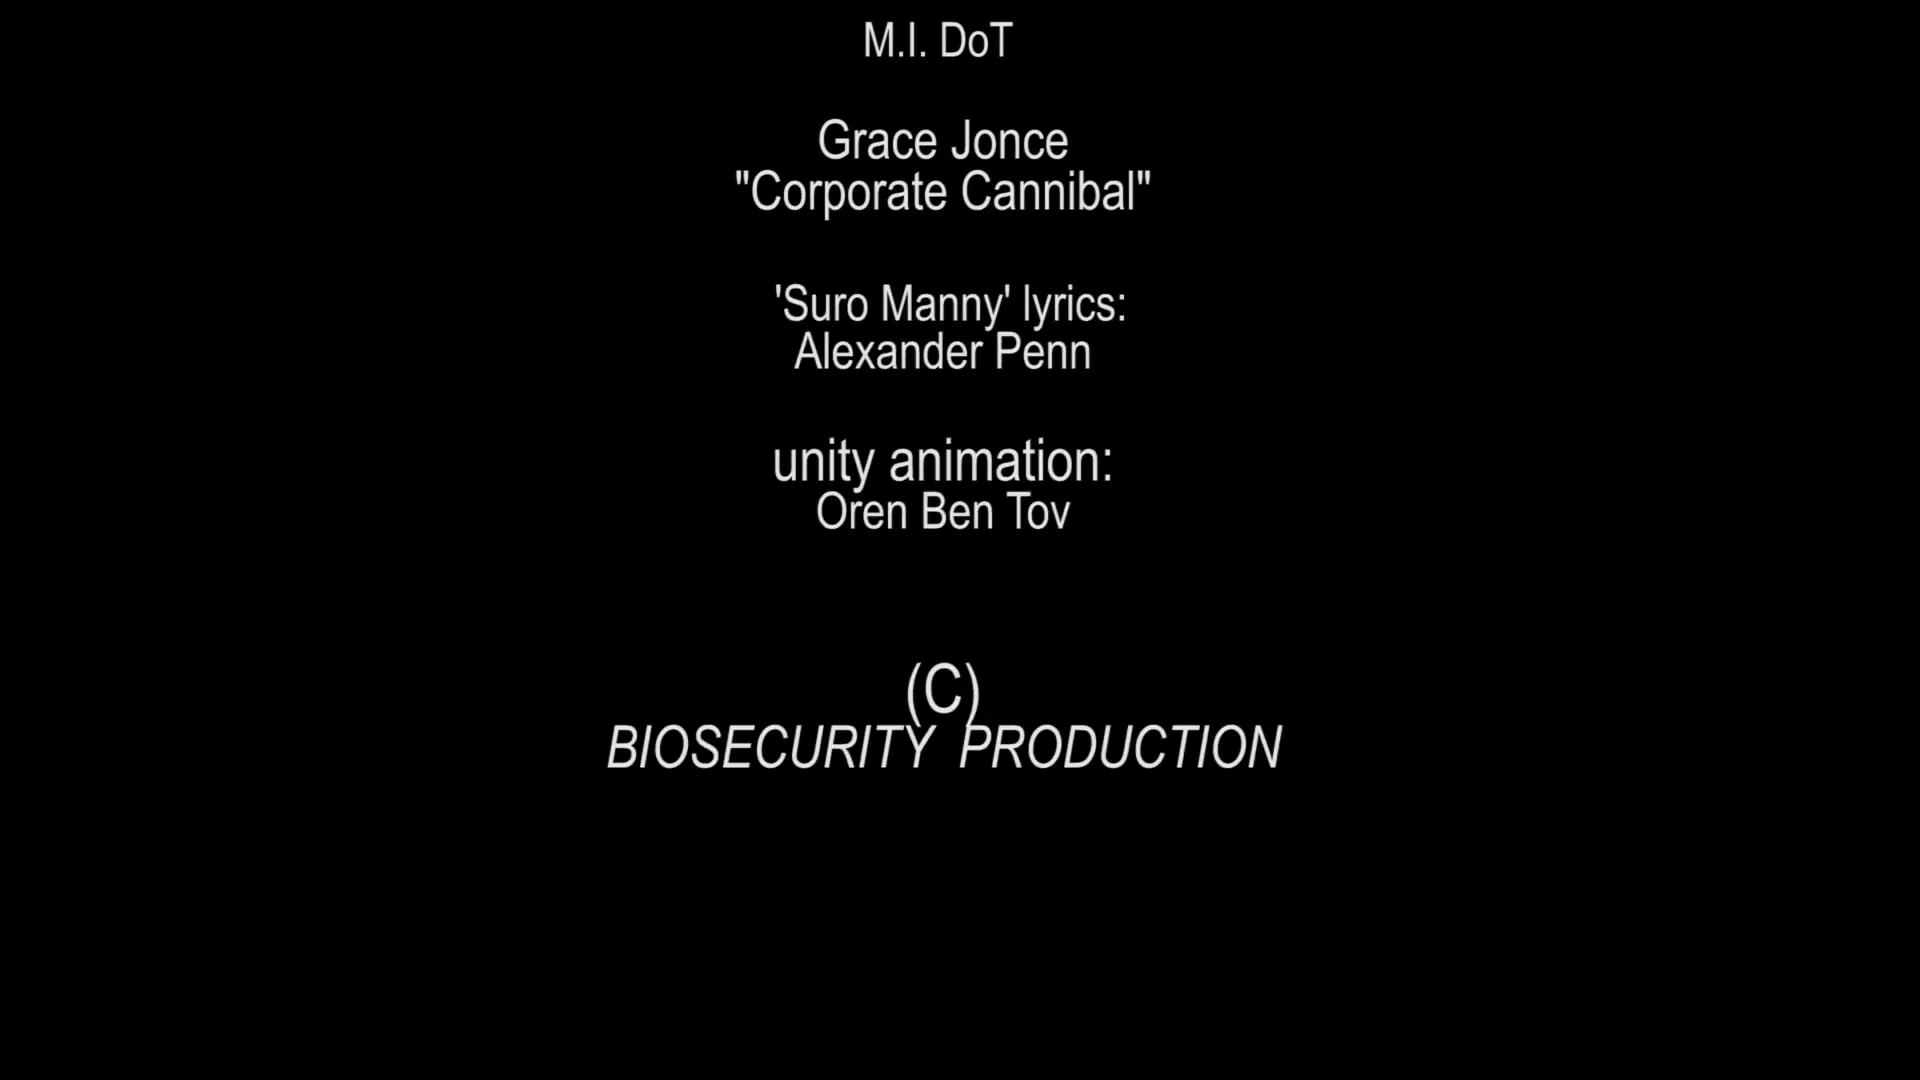 M.I. DoT
Grace Jonce
"Corporate Cannibal"
'Suro Manny' lyrics:
Alexander Penn
unity animation:
Oren Ben Tov
(C)
BIOSECURITY PRODUCTION